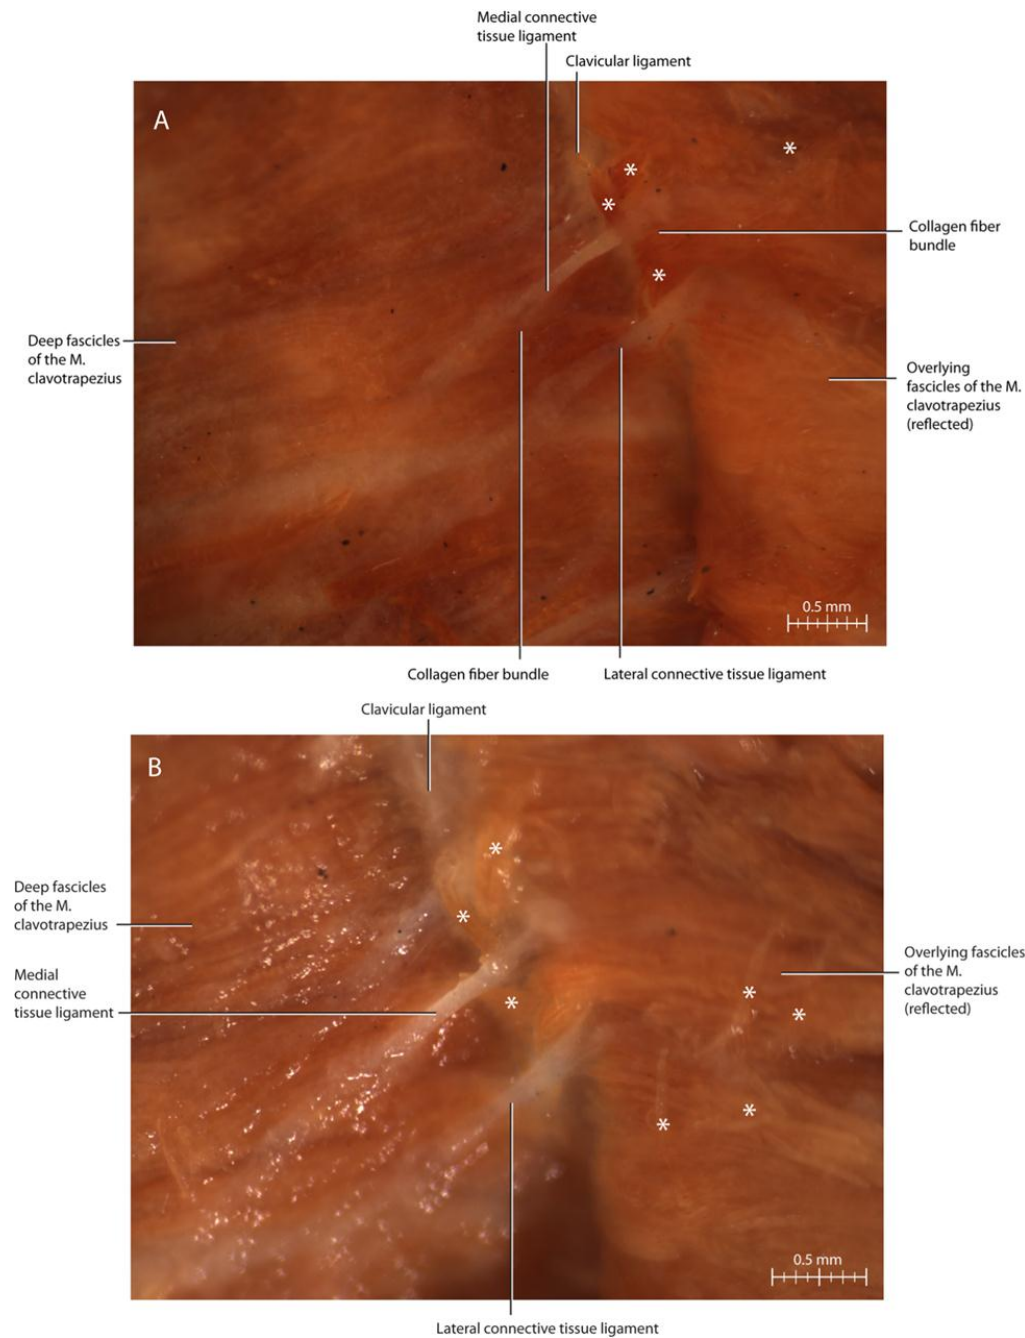 Medial connective
tissue ligament
Clavicular ligament
A
*
*
*
Collagen fiber
bundle
*
Deep fascicles
of the M.
clavotrapezius
Overlying
fascicles of the M.
clavotrapezius
(reflected)
0.5 mm
Collagen fiber bundle
Lateral connective tissue ligament
Clavicular ligament
B
*
Deep fascicles
of the M.
clavotrapezius
*
Overlying fascicles
of the M.
clavotrapezius
(reflected)
Medial
connective
tissue ligament
*
*
*
*
*
0.5 mm
Lateral connective tissue ligament